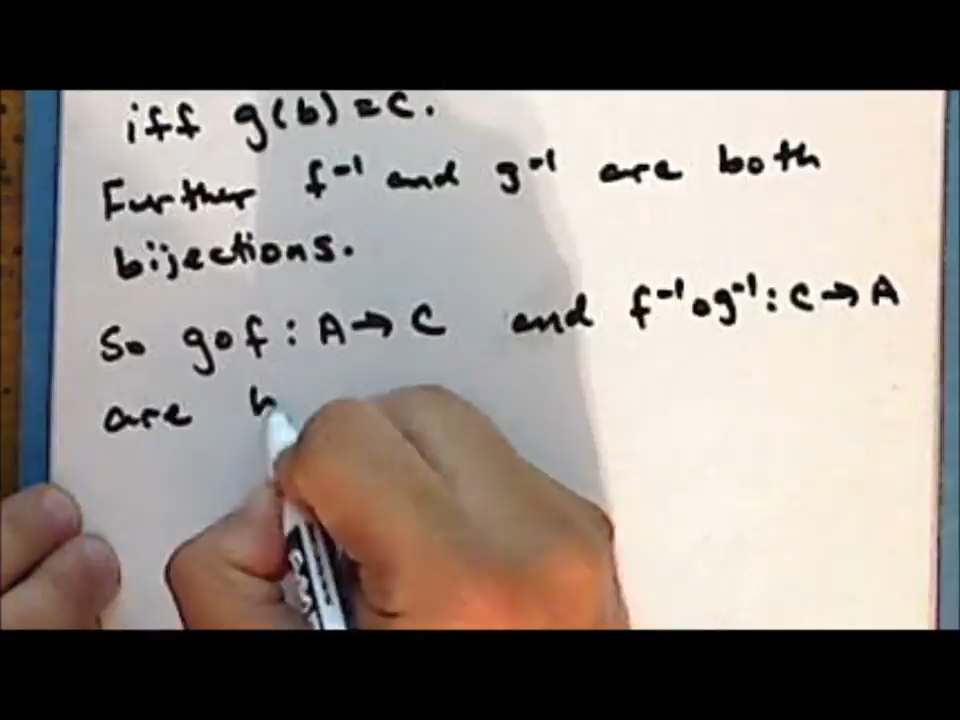 iff g(b) = c.
Further f⁻¹ and g⁻¹ are both
bijections.
So g∘f : A → C and f⁻¹∘g⁻¹ : C → A
are